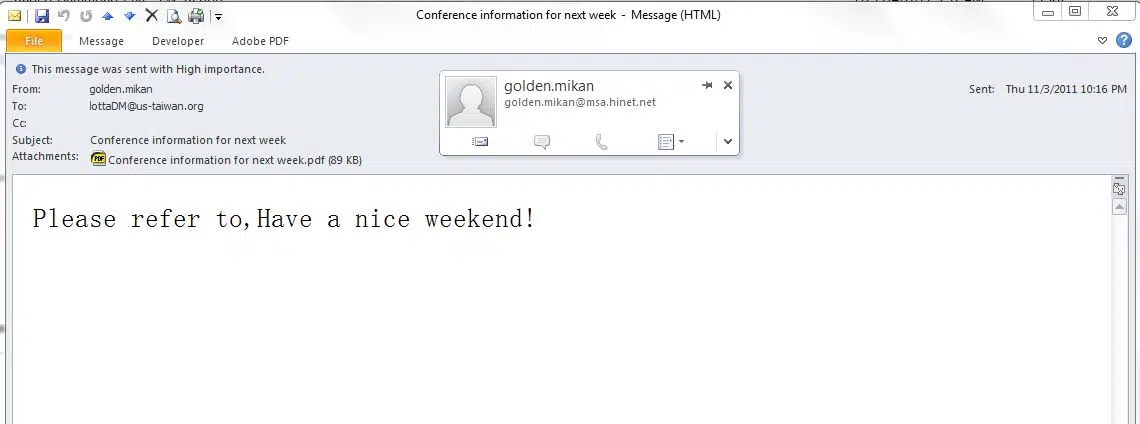 Conference information for next week - Message (HTML)
File Message Developer Adobe PDF
This message was sent with High importance.
From: golden.mikan
Sent: Thu 11/3/2011 10:16 PM
To: lottaDM@us-taiwan.org
Cc:
Subject: Conference information for next week
Attachments: PDF Conference information for next week.pdf (89 KB)
golden.mikan
golden.mikan@msa.hinet.net
Please refer to,Have a nice weekend!